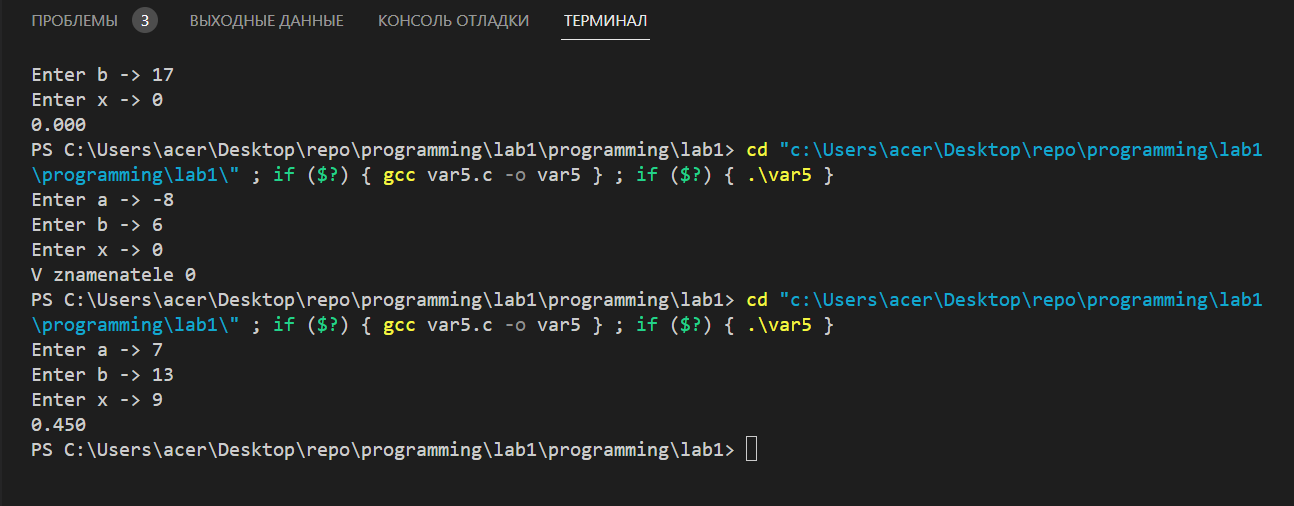 ПРОБЛЕМЫ 3 ВЫХОДНЫЕ ДАННЫЕ КОНСОЛЬ ОТЛАДКИ ТЕРМИНАЛ
Enter b -> 17
Enter x -> 0
0.000
PS C:\Users\acer\Desktop\repo\programming\lab1\programming\lab1> cd "c:\Users\acer\Desktop\repo\programming\lab1
\programming\lab1\" ; if ($?) { gcc var5.c -o var5 } ; if ($?) { .\var5 }
Enter a -> -8
Enter b -> 6
Enter x -> 0
V znamenatele 0
PS C:\Users\acer\Desktop\repo\programming\lab1\programming\lab1> cd "c:\Users\acer\Desktop\repo\programming\lab1
\programming\lab1\" ; if ($?) { gcc var5.c -o var5 } ; if ($?) { .\var5 }
Enter a -> 7
Enter b -> 13
Enter x -> 9
0.450
PS C:\Users\acer\Desktop\repo\programming\lab1\programming\lab1>